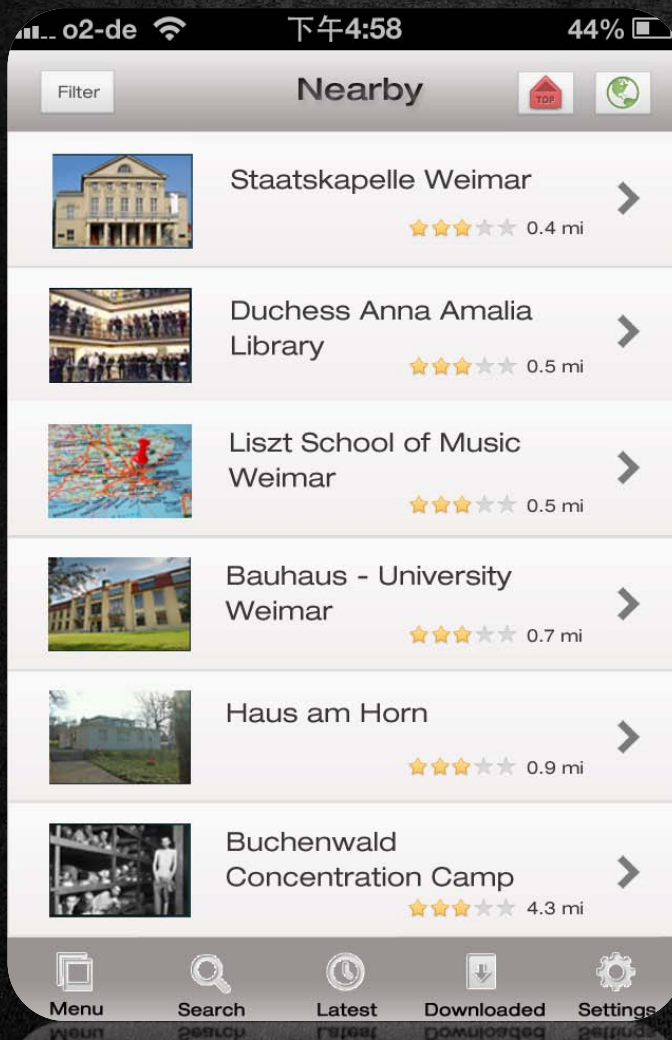 o2-de 下午4:58 44%
Filter Nearby TOP
Staatskapelle Weimar
0.4 mi
Duchess Anna Amalia
Library
0.5 mi
Liszt School of Music
Weimar
0.5 mi
Bauhaus - University
Weimar
0.7 mi
Haus am Horn
0.9 mi
Buchenwald
Concentration Camp
4.3 mi
Menu Search Latest Downloaded Settings